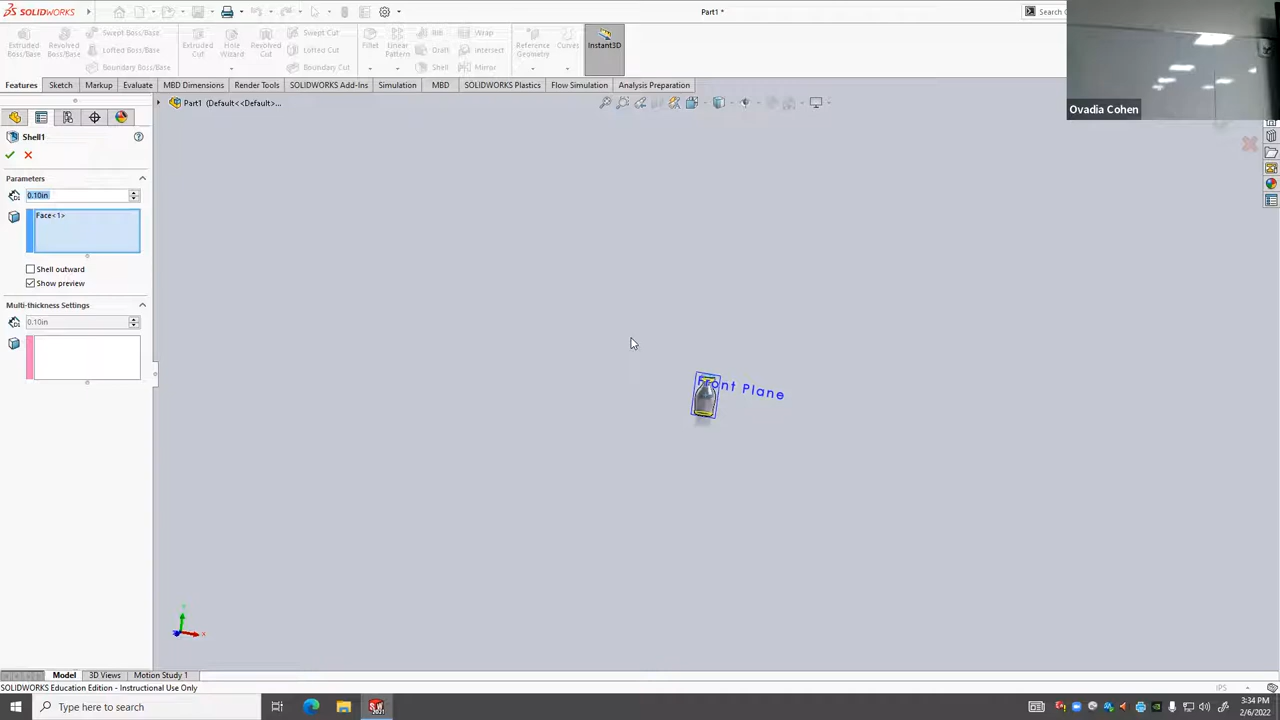 SOLIDWORKS
Part1 *
Search
Extruded Boss/Base
Revolved Boss/Base
Swept Boss/Base
Lofted Boss/Base
Boundary Boss/Base
Extruded Cut
Hole Wizard
Revolved Cut
Swept Cut
Lofted Cut
Boundary Cut
Fillet
Linear Pattern
Rib
Draft
Shell
Wrap
Intersect
Mirror
Reference Geometry
Curves
Instant3D
Features
Sketch
Markup
Evaluate
MBD Dimensions
Render Tools
SOLIDWORKS Add-Ins
Simulation
MBD
SOLIDWORKS Plastics
Flow Simulation
Analysis Preparation
Ovadia Cohen
Part1 (Default<<Default>...
Shell1
Parameters
0.10in
Face<1>
Shell outward
Show preview
Multi-thickness Settings
0.10in
Front Plane
Y
X
Z
Model
3D Views
Motion Study 1
SOLIDWORKS Education Edition - Instructional Use Only
IPS
Type here to search
3:34 PM
2/6/2022